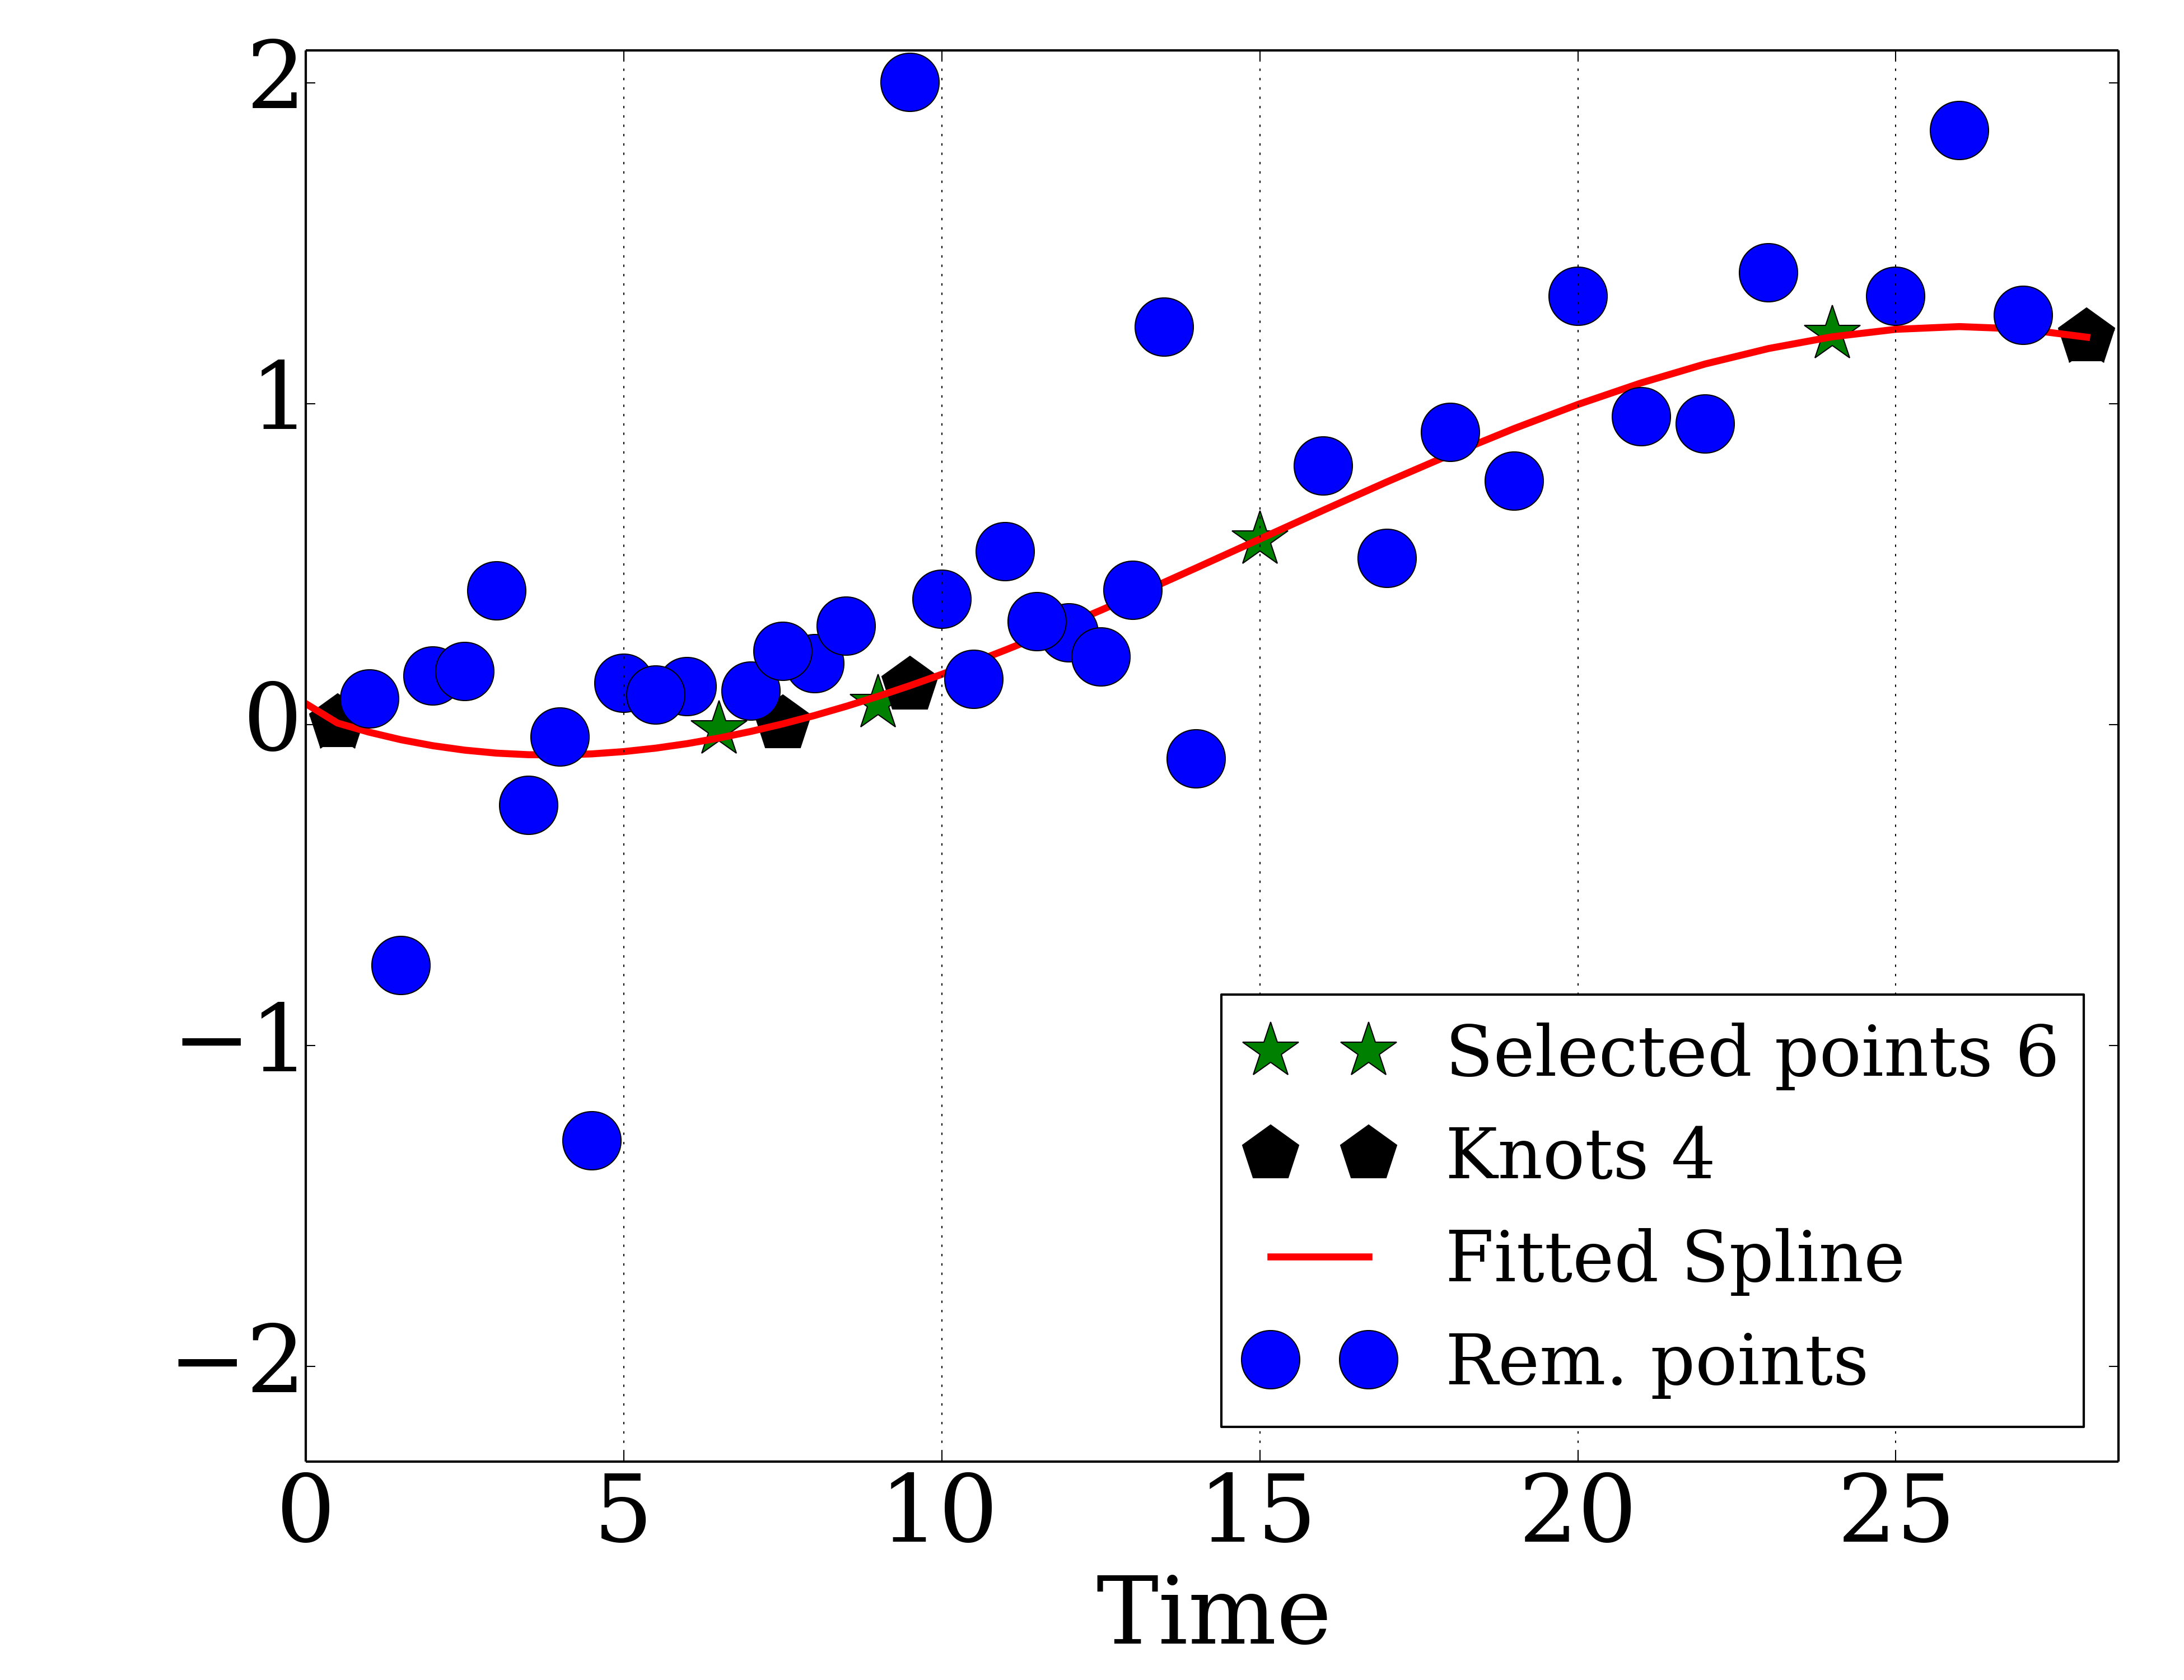 2
1
0
−1
−2
0 5 10 15 20 25
Time
Selected points 6
Knots 4
Fitted Spline
Rem. points